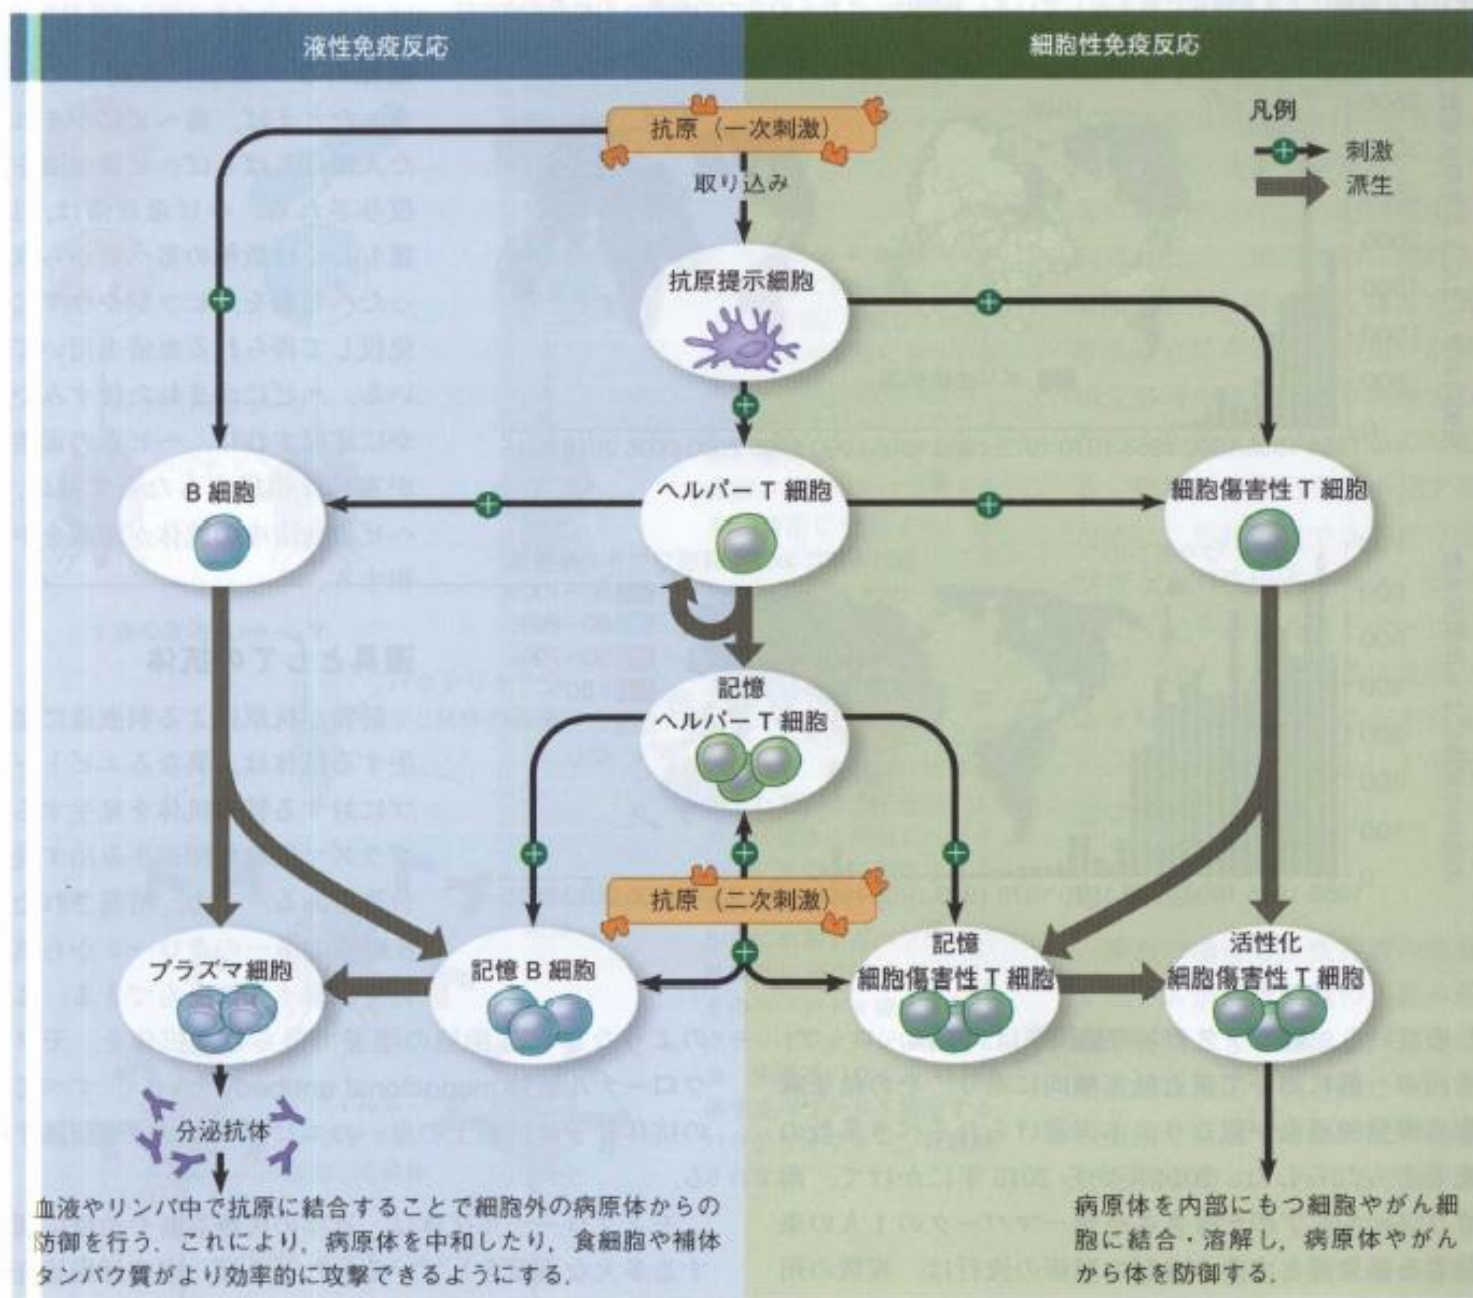 液性免疫反応
細胞性免疫反応
抗原（一次刺激）
凡例
刺激
派生
取り込み
抗原提示細胞
B 細胞
ヘルパー T 細胞
細胞傷害性 T 細胞
記憶
ヘルパー T 細胞
抗原（二次刺激）
プラズマ細胞
記憶 B 細胞
記憶
細胞傷害性 T 細胞
活性化
細胞傷害性 T 細胞
分泌抗体
血液やリンパ中で抗原に結合することで細胞外の病原体からの
防御を行う．これにより，病原体を中和したり，食細胞や補体
タンパク質がより効率的に攻撃できるようにする．
病原体を内部にもつ細胞やがん細
胞に結合・溶解し，病原体やがん
から体を防御する．